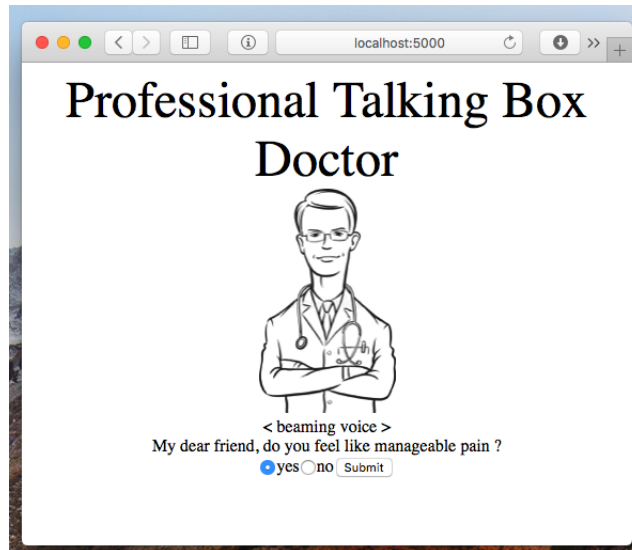 localhost:5000
Professional Talking Box
Doctor
< beaming voice >
My dear friend, do you feel like manageable pain ?
yes no Submit